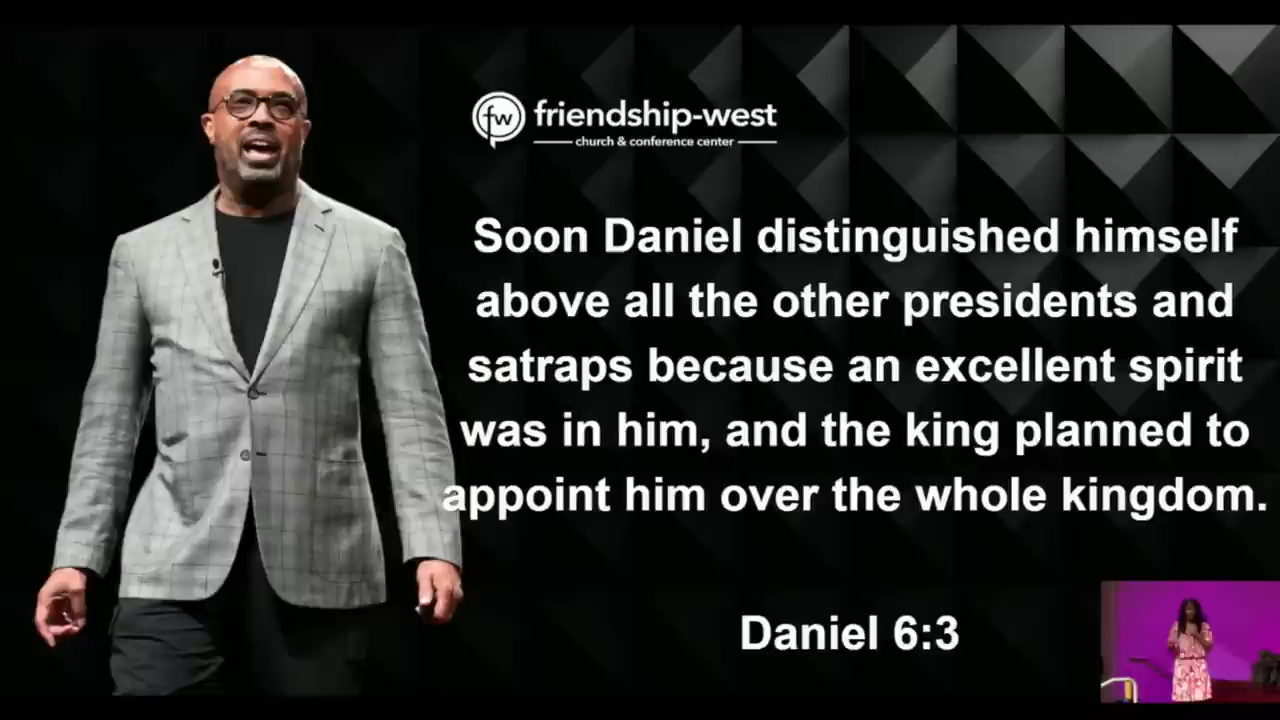 fw friendship-west
church & conference center
Soon Daniel distinguished himself
above all the other presidents and
satraps because an excellent spirit
was in him, and the king planned to
appoint him over the whole kingdom.
Daniel 6:3